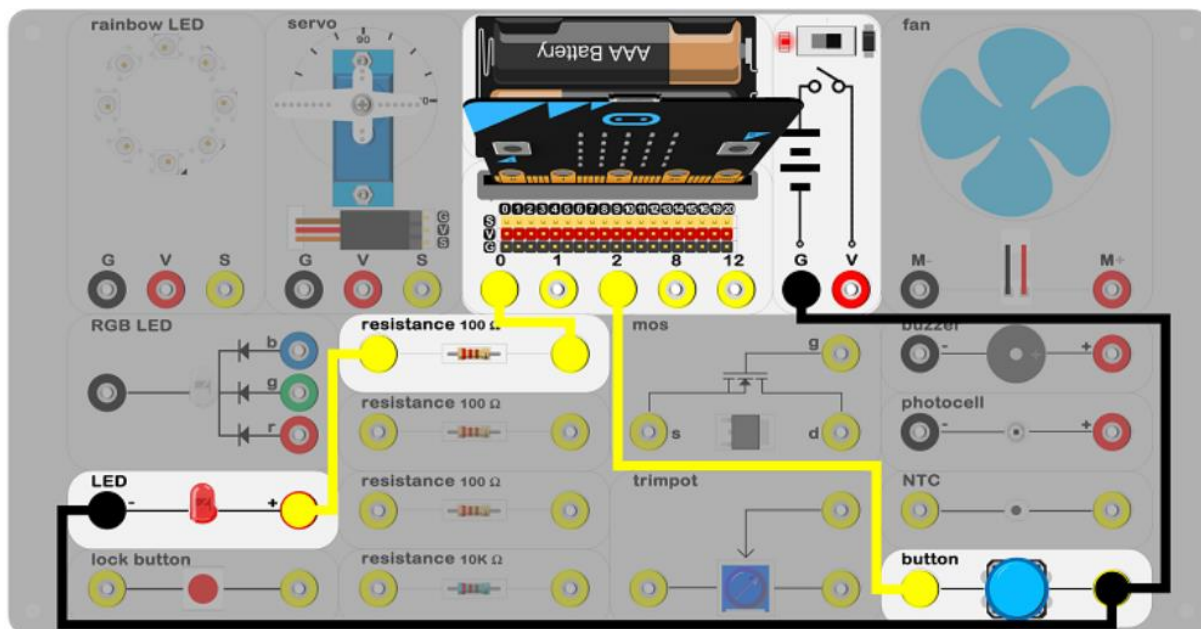 rainbow LED
servo
90
0
G
V
S
G V S
G V S
AAA Battery
0 1 2 3 4 5 6 7 8 9 10 11 12 13 14 15 16 19 20
S
V
G
0 1 2 8 12
G V
fan
M- M+
RGB LED
b
g
r
resistance 100 Ω
resistance 100 Ω
resistance 100 Ω
resistance 10K Ω
mos
g
s d
buzzer
- +
photocell
- +
LED
- +
trimpot
NTC
lock button
button